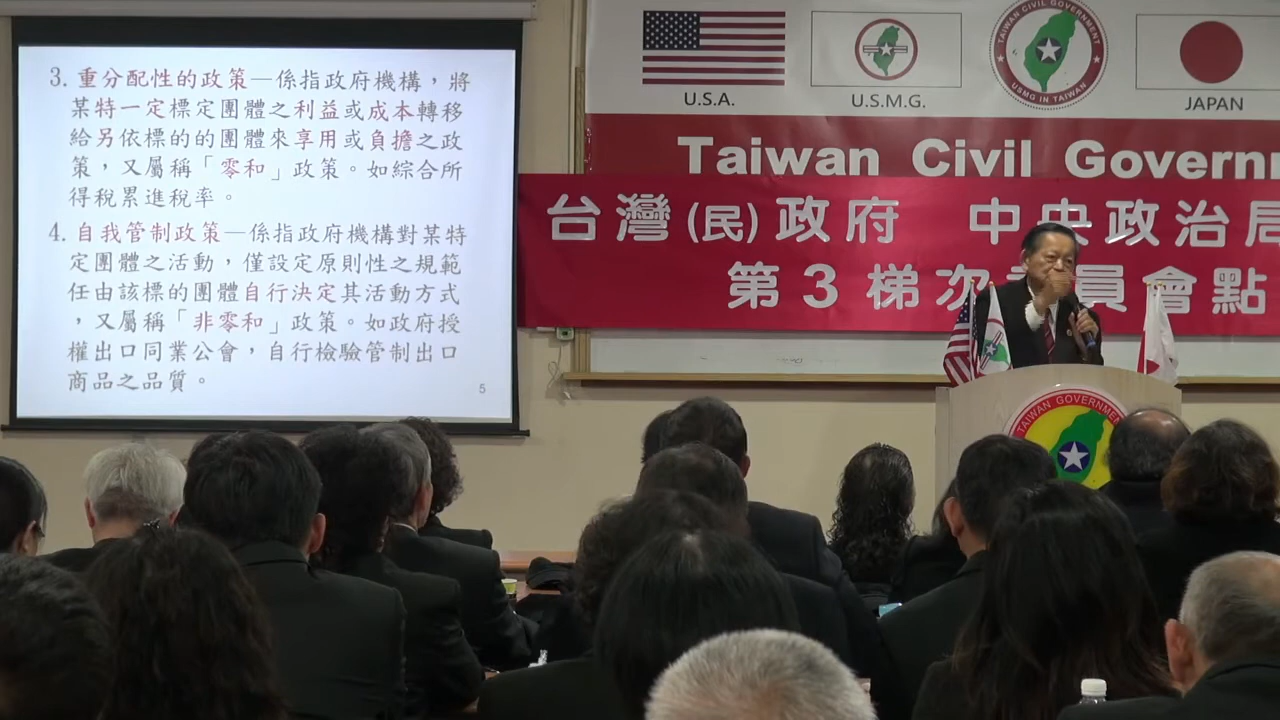 3. 重分配性的政策—係指政府機構，將
某特一定標定團體之利益或成本轉移
給另依標的的團體來享用或負擔之政
策，又屬稱「零和」政策。如綜合所
得稅累進稅率。
4. 自我管制政策—係指政府機構對某特
定團體之活動，僅設定原則性之規範
任由該標的團體自行決定其活動方式
，又屬稱「非零和」政策。如政府授
權出口同業公會，自行檢驗管制出口
商品之品質。
5
U.S.A.
U.S.M.G.
TAIWAN CIVIL GOVERNMENT
USMG IN TAIWAN
JAPAN
Taiwan Civil Governm
台灣(民)政府 中央政治局
第3梯次 員會點
TAIWAN GOVERNMENT